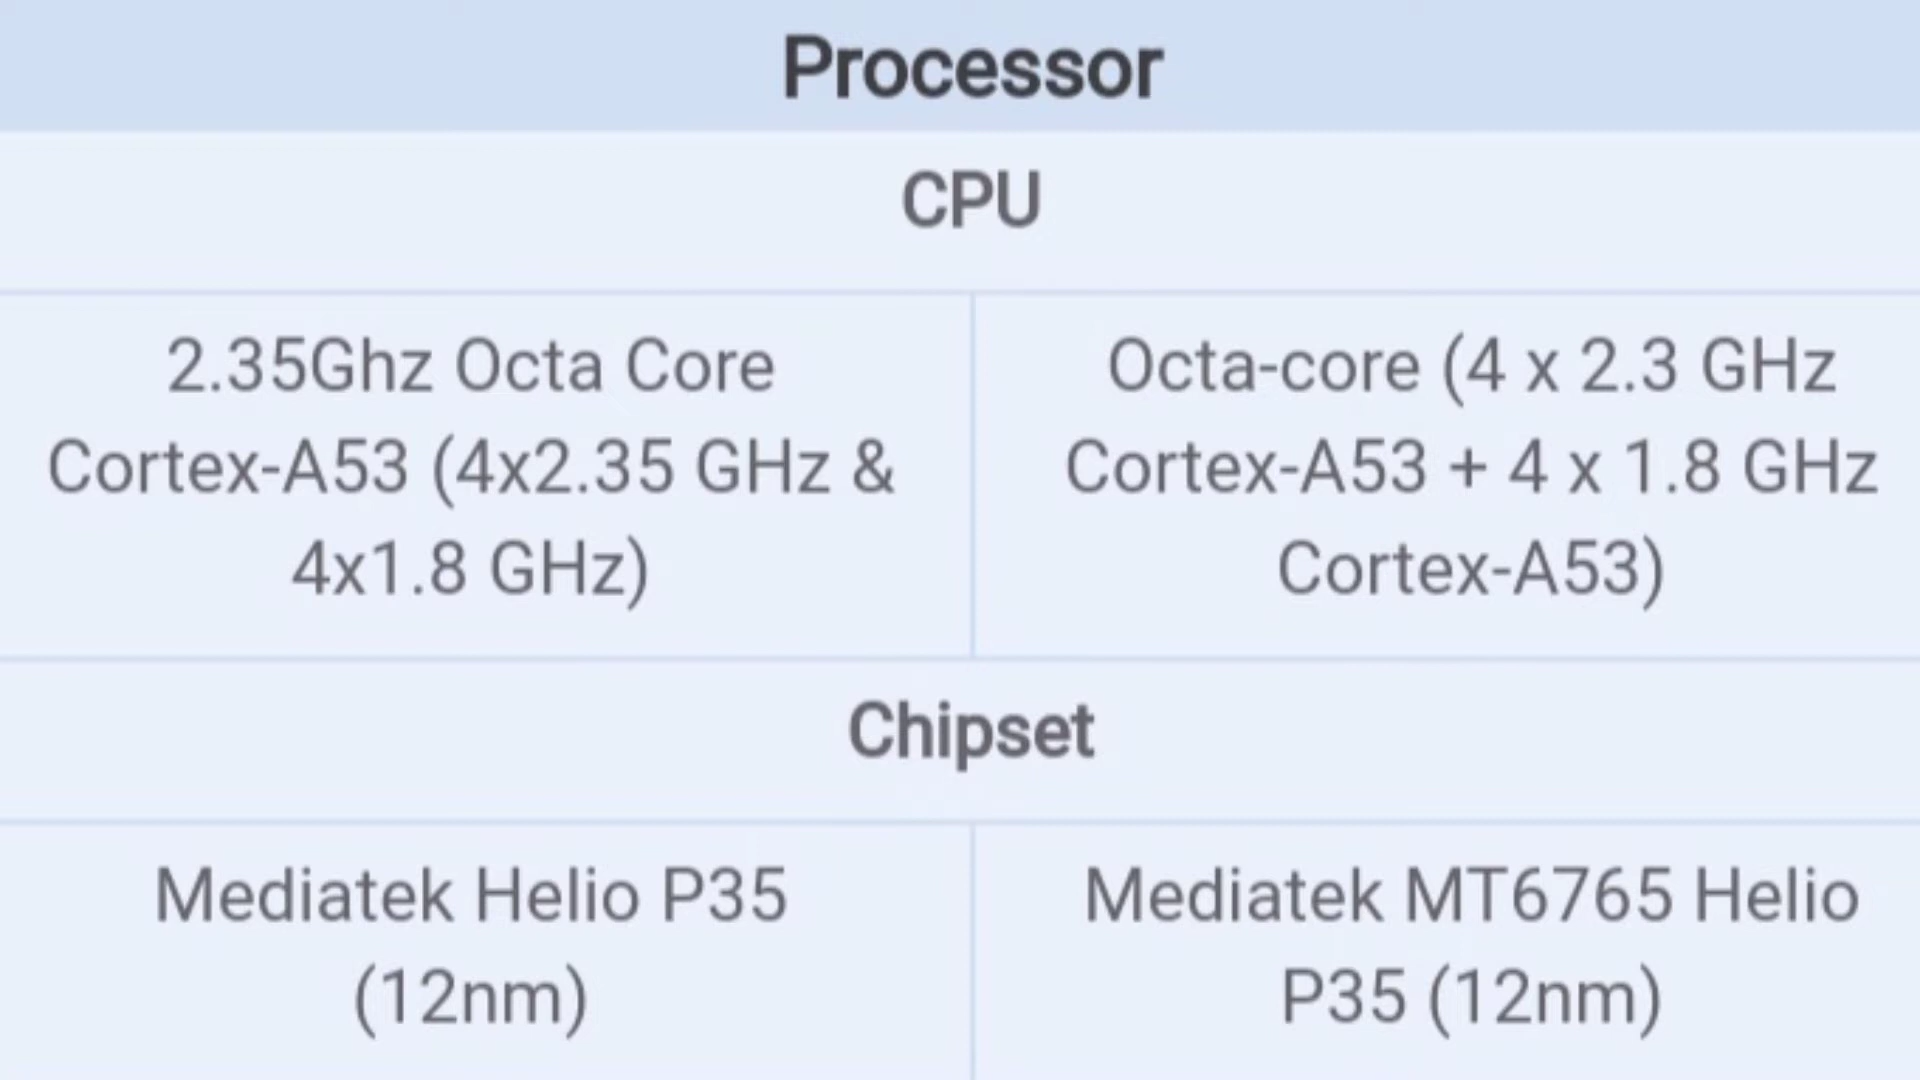 Processor
CPU
2.35Ghz Octa Core
Cortex-A53 (4x2.35 GHz &
4x1.8 GHz)
Octa-core (4 x 2.3 GHz
Cortex-A53 + 4 x 1.8 GHz
Cortex-A53)
Chipset
Mediatek Helio P35
(12nm)
Mediatek MT6765 Helio
P35 (12nm)